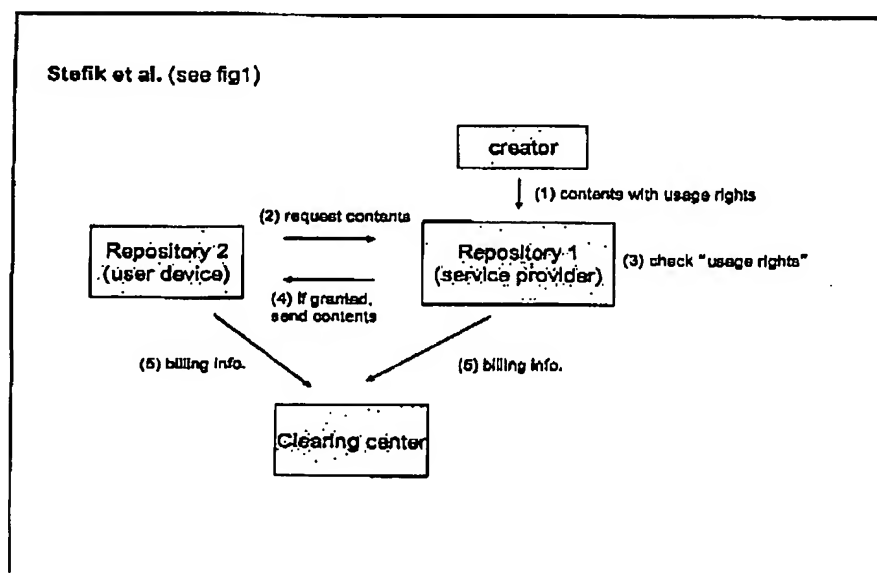 Stefik et al. (see fig1)
creator
(1) contents with usage rights
(2) request contents
Repository 2
(user device)
Repository 1
(service provider)
(3) check "usage rights"
(4) If granted,
send contents
(5) billing info.
(5) billing info.
Clearing center